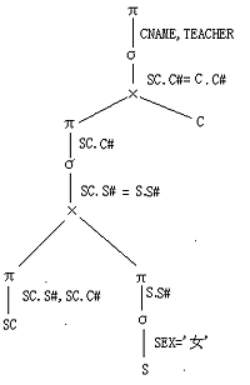 π
CNAME,TEACHER
σ
SC.C#= C.C#
×
π
C
SC.C#
σ
SC.S# = S.S#
×
π
π
SC.S#,SC.C#
S.S#
SC
σ
SEX='女'
S